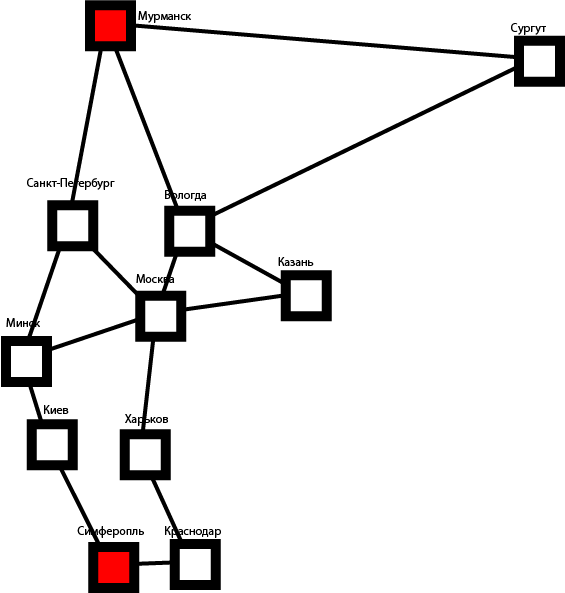 Мурманск
Сургут
Санкт-Петербург
Вологда
Казань
Москва
Минск
Киев
Харьков
Симферопль
Краснодар